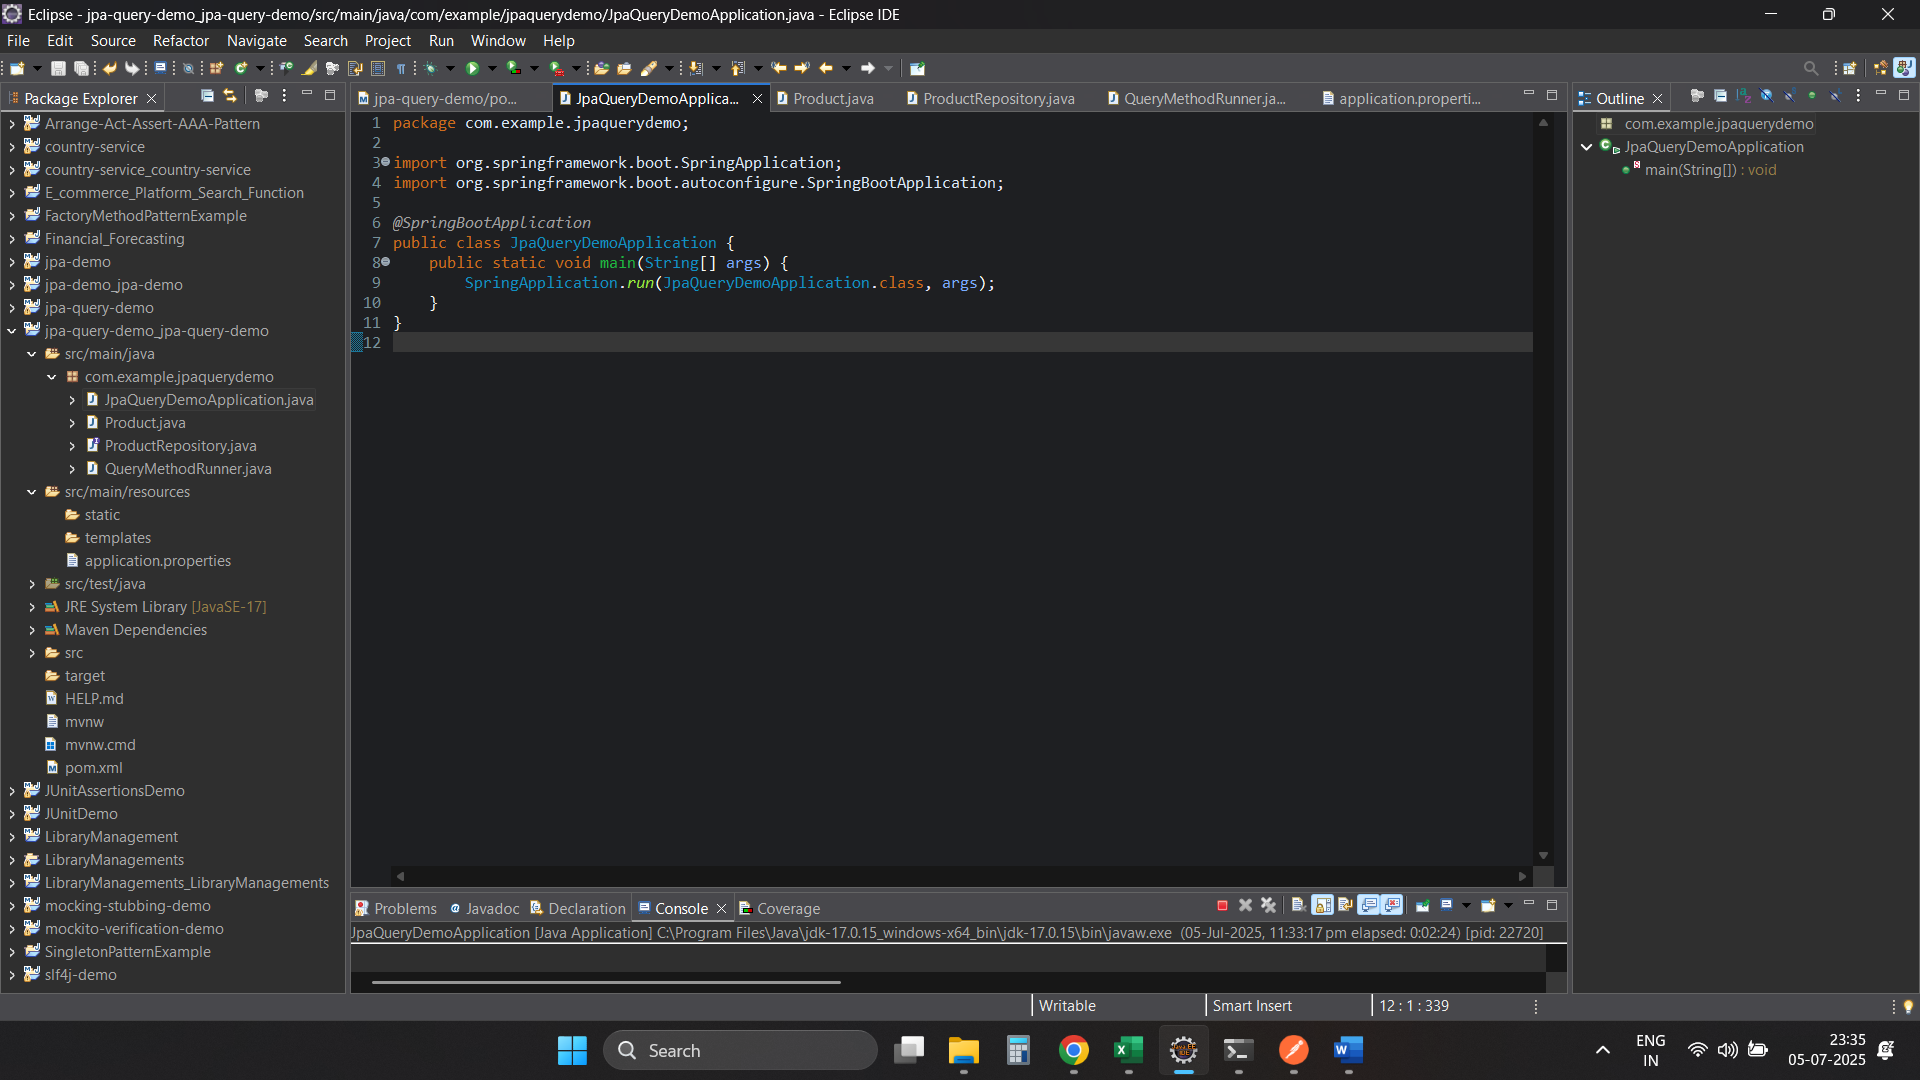 Eclipse - jpa-query-demo_jpa-query-demo/src/main/java/com/example/jpaquerydemo/JpaQueryDemoApplication.java - Eclipse IDE
File Edit Source Refactor Navigate Search Project Run Window Help
Package Explorer
Arrange-Act-Assert-AAA-Pattern
country-service
country-service_country-service
E_commerce_Platform_Search_Function
FactoryMethodPatternExample
Financial_Forecasting
jpa-demo
jpa-demo_jpa-demo
jpa-query-demo
jpa-query-demo_jpa-query-demo
src/main/java
com.example.jpaquerydemo
JpaQueryDemoApplication.java
Product.java
ProductRepository.java
QueryMethodRunner.java
src/main/resources
static
templates
application.properties
src/test/java
JRE System Library [JavaSE-17]
Maven Dependencies
src
target
HELP.md
mvnw
mvnw.cmd
pom.xml
JUnitAssertionsDemo
JUnitDemo
LibraryManagement
LibraryManagements
LibraryManagements_LibraryManagements
mocking-stubbing-demo
mockito-verification-demo
SingletonPatternExample
slf4j-demo
jpa-query-demo/po... JpaQueryDemoApplica... Product.java ProductRepository.java QueryMethodRunner.ja... application.properti...
1 package com.example.jpaquerydemo;
2
3 import org.springframework.boot.SpringApplication;
4 import org.springframework.boot.autoconfigure.SpringBootApplication;
5
6 @SpringBootApplication
7 public class JpaQueryDemoApplication {
8 public static void main(String[] args) {
9 SpringApplication.run(JpaQueryDemoApplication.class, args);
10 }
11 }
12
Outline
com.example.jpaquerydemo
JpaQueryDemoApplication
main(String[]) : void
Problems Javadoc Declaration Console Coverage
JpaQueryDemoApplication [Java Application] C:\Program Files\Java\jdk-17.0.15_windows-x64_bin\jdk-17.0.15\bin\javaw.exe (05-Jul-2025, 11:33:17 pm elapsed: 0:02:24) [pid: 22720]
Writable Smart Insert 12 : 1 : 339
Search
ENG
IN
23:35
05-07-2025